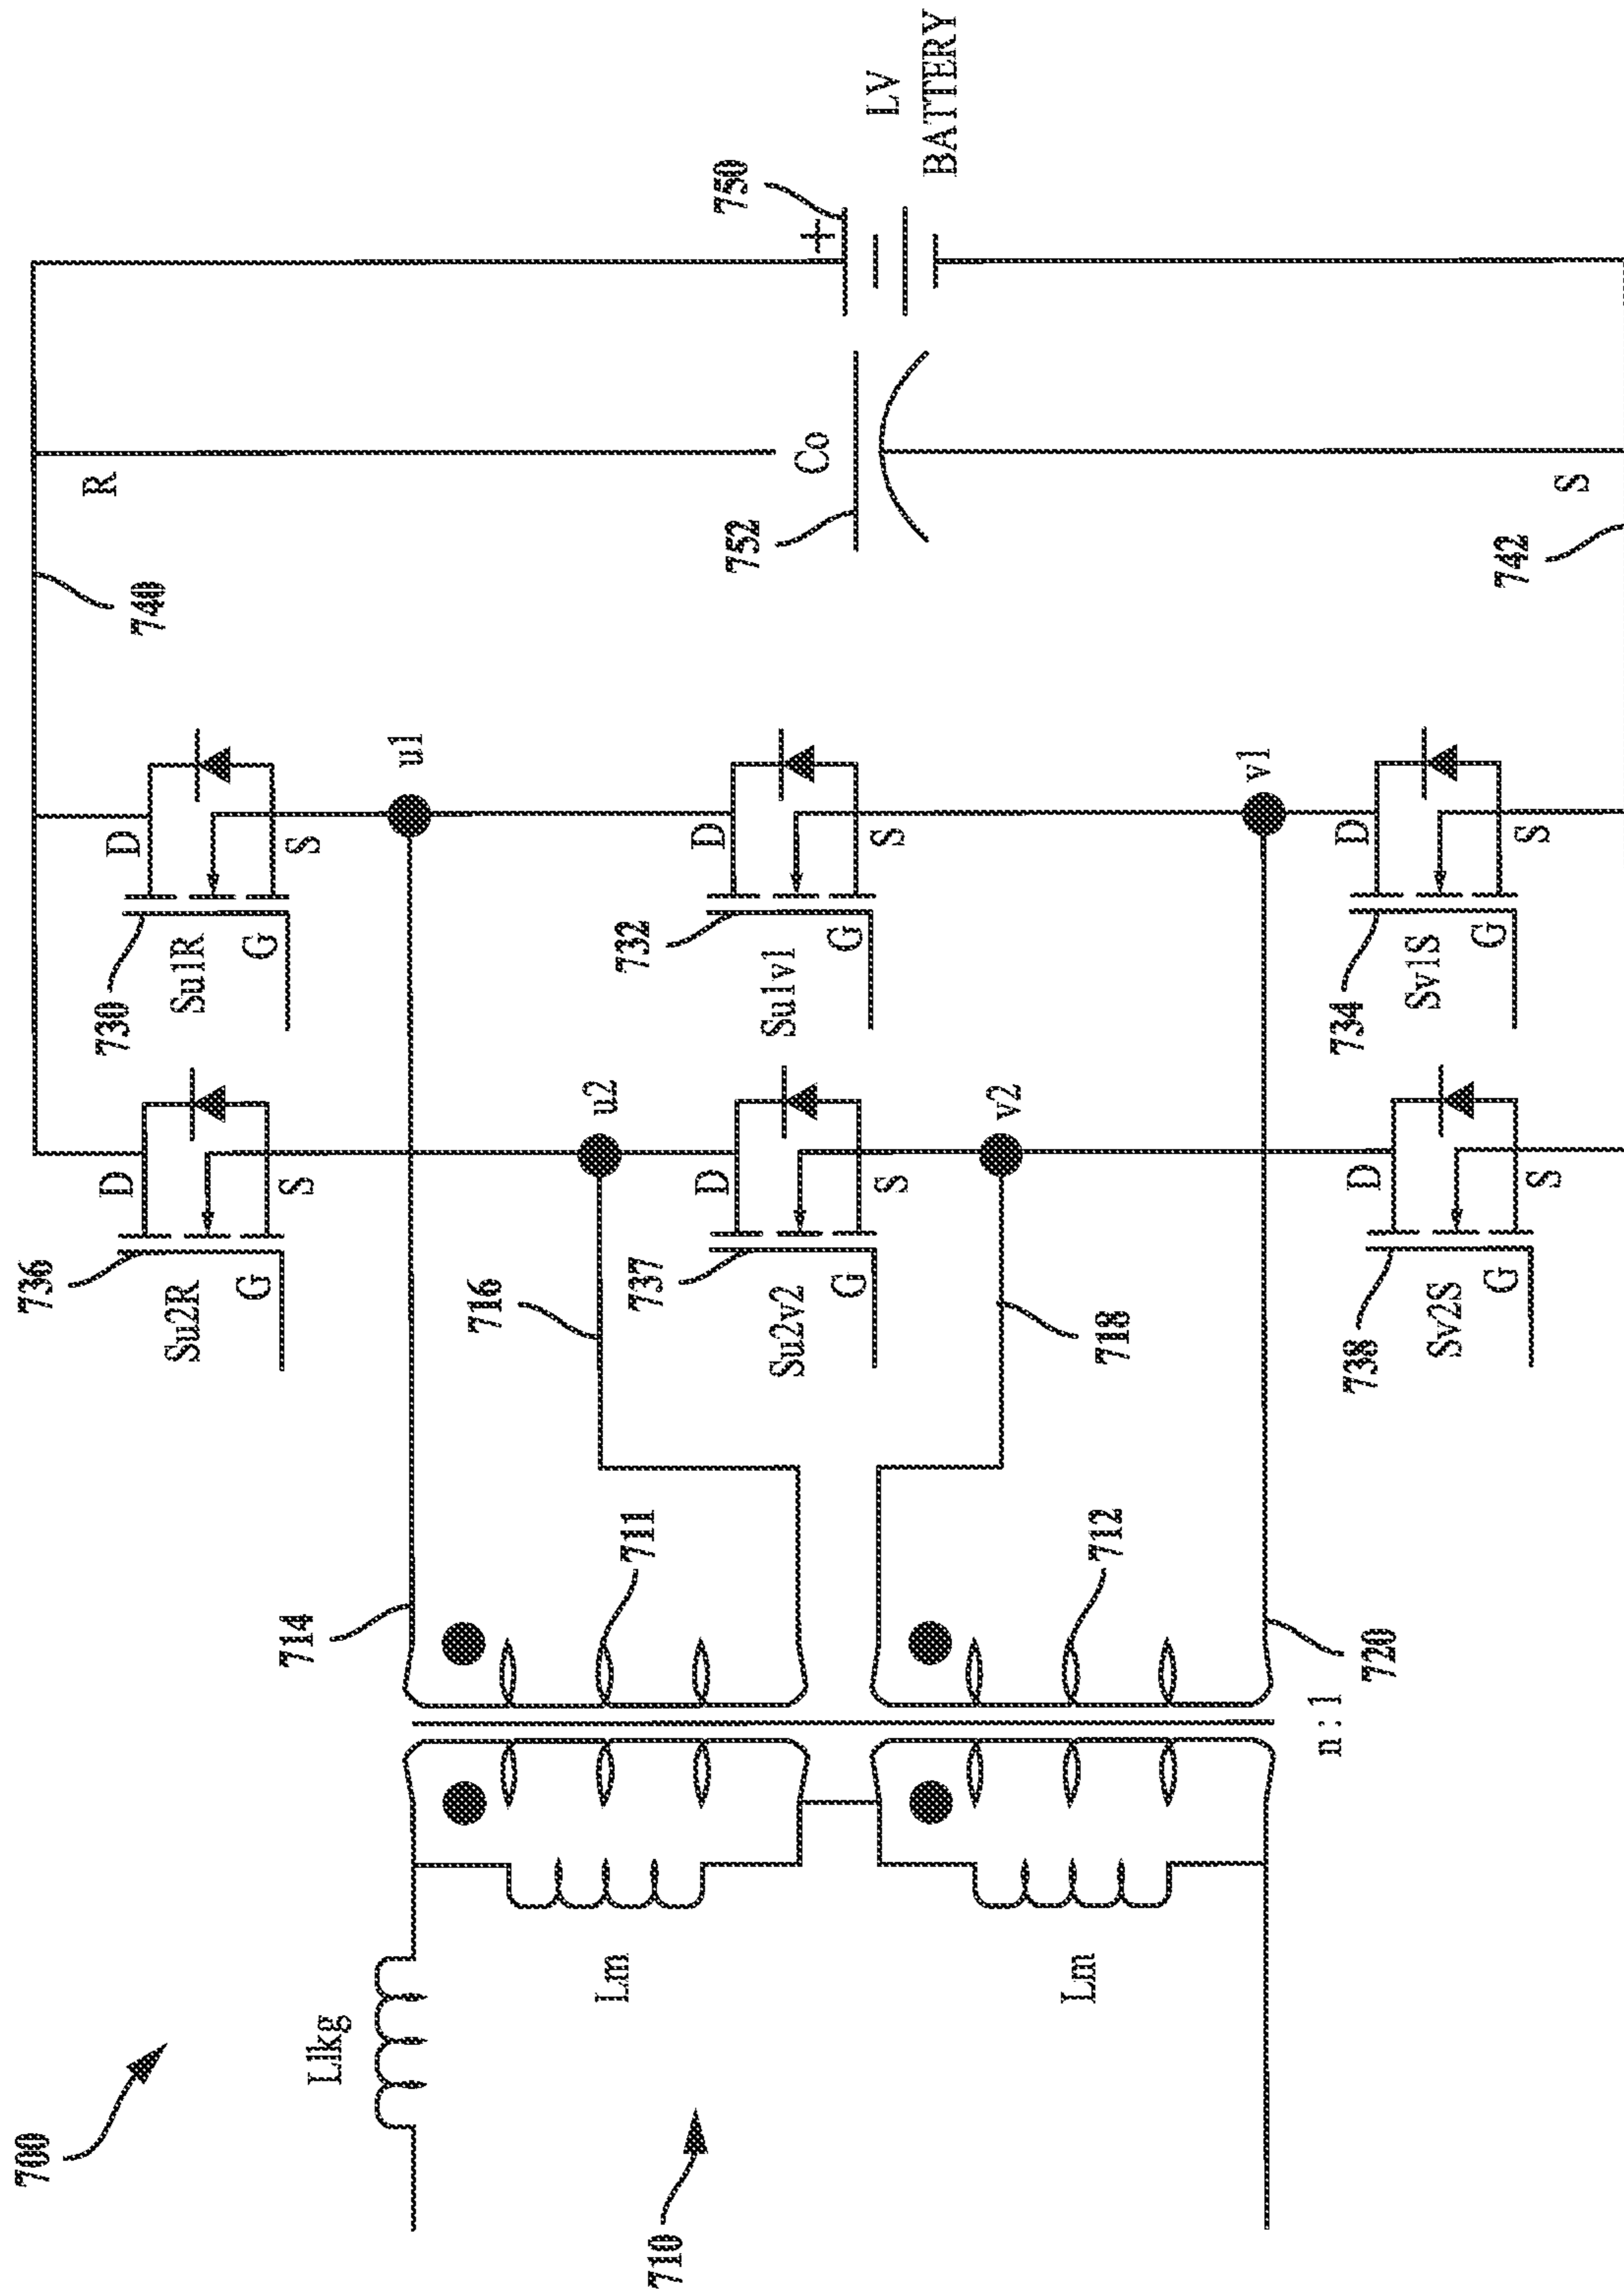 700
710
Llkg
Lm
Lm
n : 1
714
711
712
720
716
718
736
Su2R
D
S
G
u2
737
Su2v2
D
S
G
v2
738
Sv2S
D
S
G
730
Su1R
D
S
G
u1
732
Su1v1
D
S
G
v1
734
Sv1S
D
S
G
740
742
R
S
752
Co
750
+
LV
BATTERY